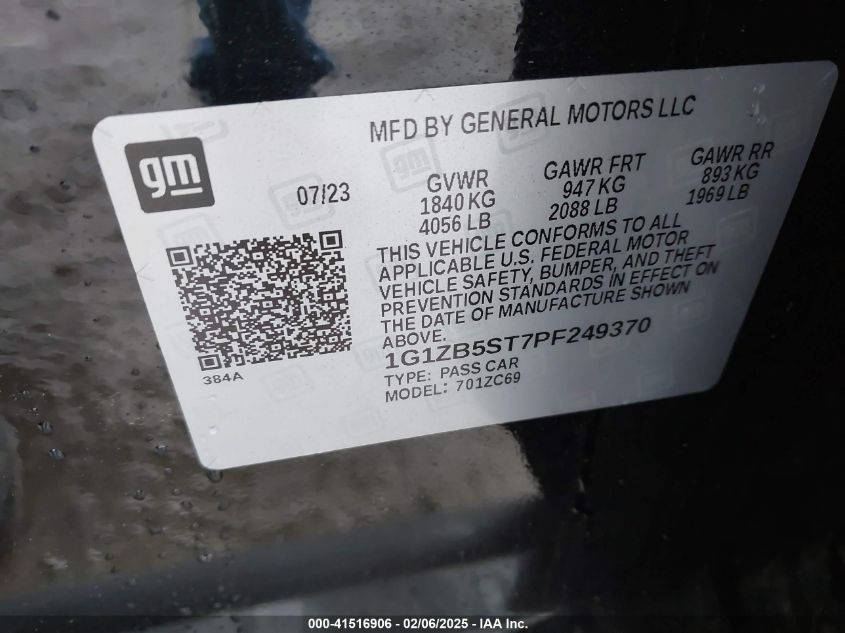 MFD BY GENERAL MOTORS LLC
gm
07/23
GVWR
1840 KG
4056 LB
GAWR FRT
947 KG
2088 LB
GAWR RR
893 KG
1969 LB
THIS VEHICLE CONFORMS TO ALL
APPLICABLE U.S. FEDERAL MOTOR
VEHICLE SAFETY, BUMPER, AND THEFT
PREVENTION STANDARDS IN EFFECT ON
THE DATE OF MANUFACTURE SHOWN
ABOVE.
1G1ZB5ST7PF249370
TYPE: PASS CAR
MODEL: 701ZC69
384A
000-41516906 - 02/06/2025 - IAA Inc.